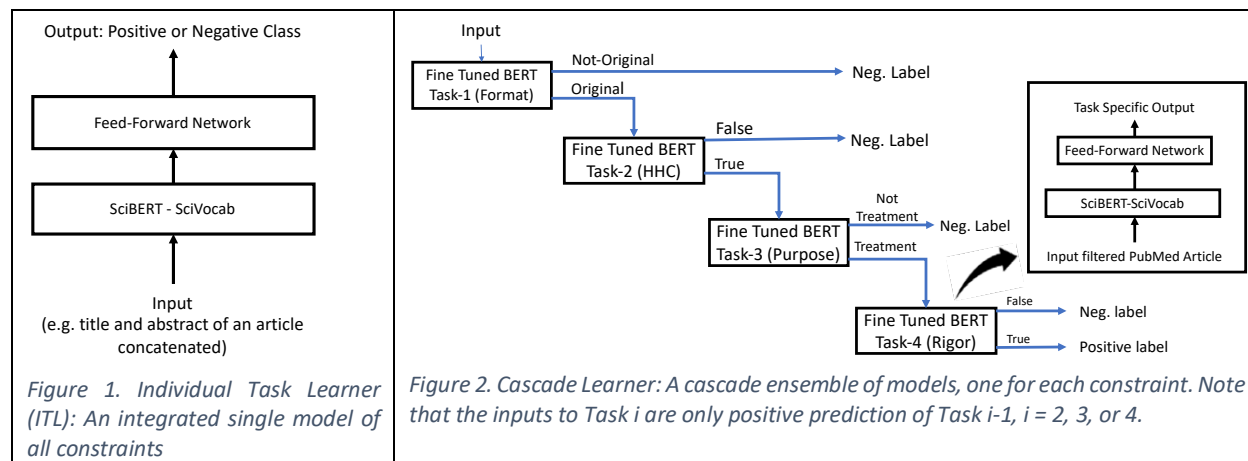 Output: Positive or Negative Class
Feed-Forward Network
SciBERT - SciVocab
Input
(e.g. title and abstract of an article
concatenated)
Figure 1. Individual Task Learner
(ITL): An integrated single model of
all constraints
Input
Fine Tuned BERT
Task-1 (Format)
Not-Original
Neg. Label
Original
Fine Tuned BERT
Task-2 (HHC)
False
Neg. Label
True
Fine Tuned BERT
Task-3 (Purpose)
Not
Treatment
Neg. Label
Treatment
Fine Tuned BERT
Task-4 (Rigor)
False
Neg. label
True
Positive label
Task Specific Output
Feed-Forward Network
SciBERT-SciVocab
Input filtered PubMed Article
Figure 2. Cascade Learner: A cascade ensemble of models, one for each constraint. Note
that the inputs to Task i are only positive prediction of Task i-1, i = 2, 3, or 4.